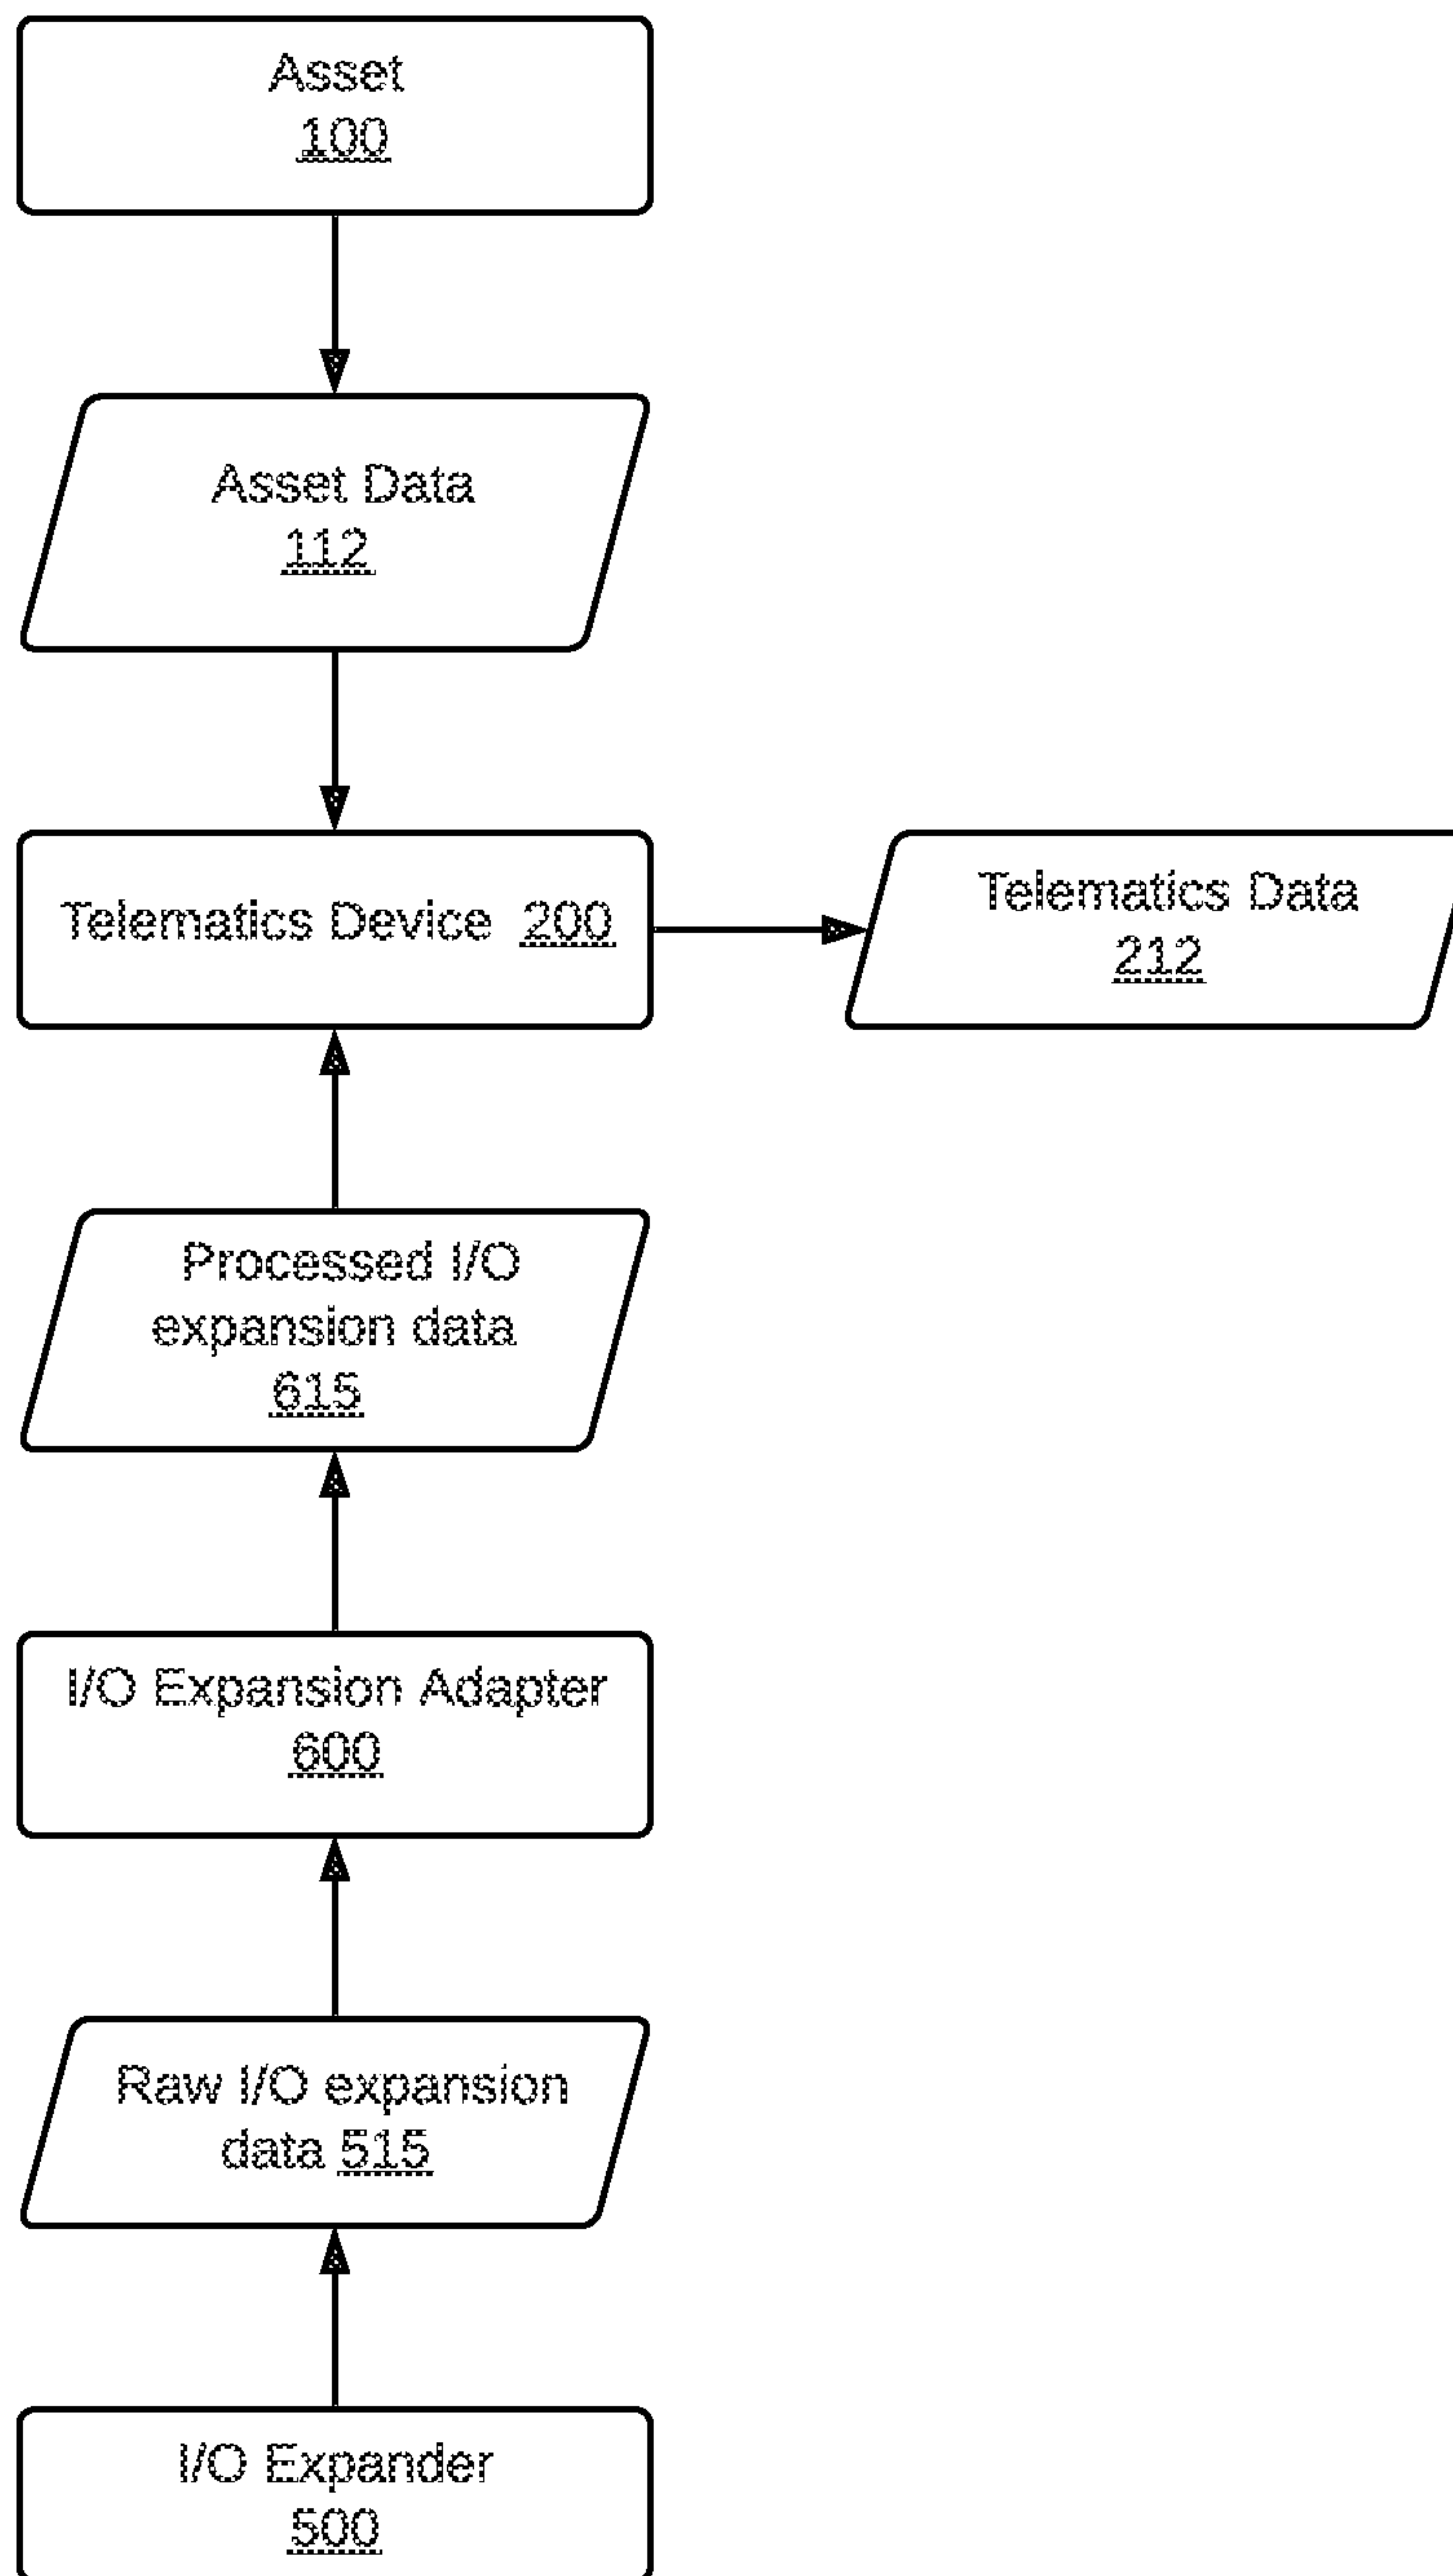 Asset
100
Asset Data
112
Telematics Device 200
Telematics Data
212
Processed I/O
expansion data
615
I/O Expansion Adapter
600
Raw I/O expansion
data 515
I/O Expander
500